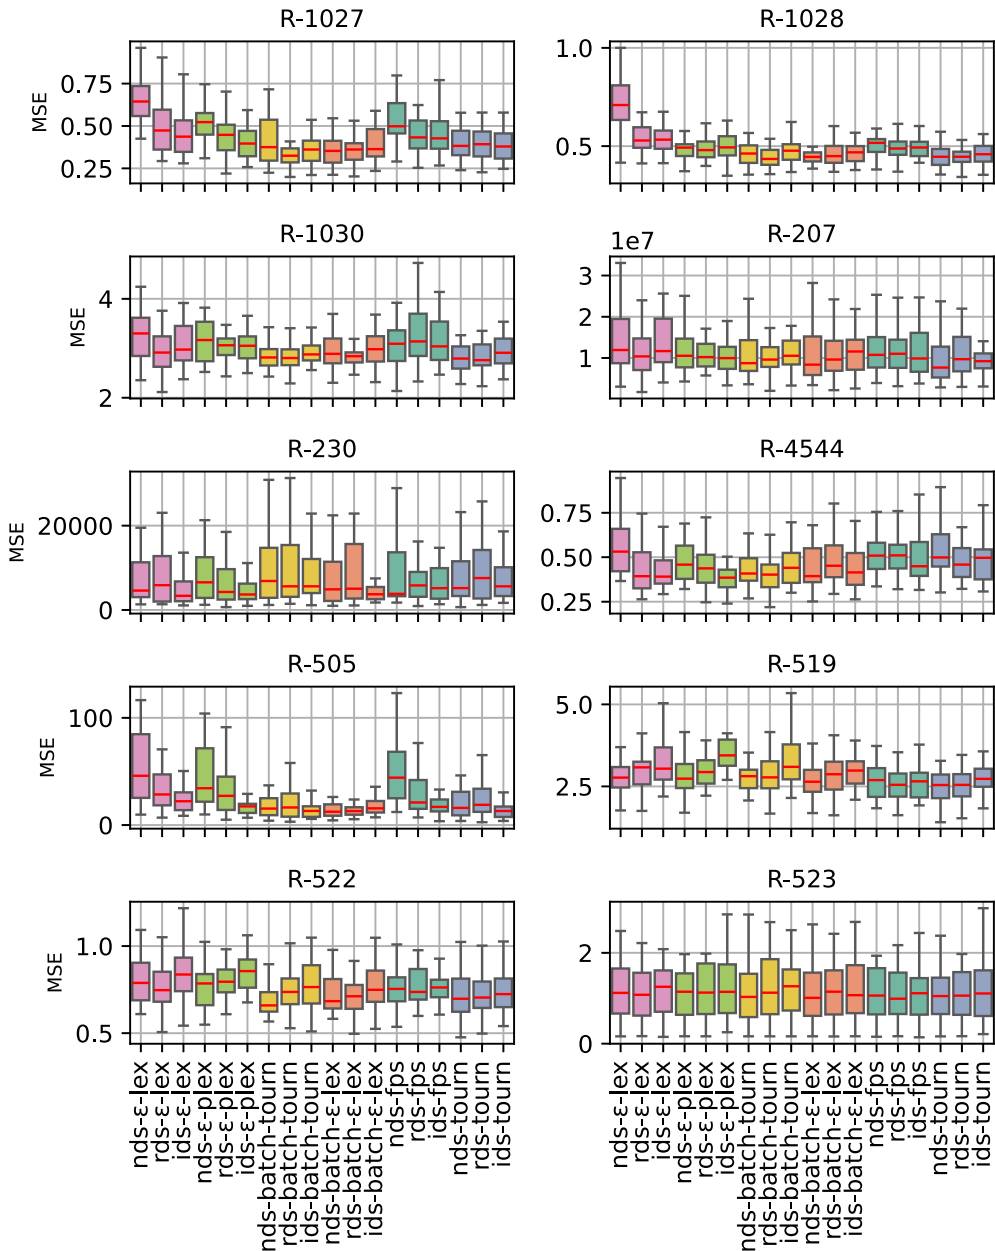 R-1027
R-1028
MSE
0.75
0.50
0.25
1.0
0.5
R-1030
R-207
1e7
MSE
4
2
3
2
1
R-230
R-4544
MSE
20000
0
0.75
0.50
0.25
R-505
R-519
MSE
100
0
5.0
2.5
R-522
R-523
MSE
1.0
0.5
2
0
nds-ε-lex
rds-ε-lex
ids-ε-lex
nds-ε-plex
rds-ε-plex
ids-ε-plex
nds-batch-tourn
rds-batch-tourn
ids-batch-tourn
nds-batch-ε-lex
rds-batch-ε-lex
ids-batch-ε-lex
nds-fps
rds-fps
ids-fps
nds-tourn
rds-tourn
ids-tourn
nds-ε-lex
rds-ε-lex
ids-ε-lex
nds-ε-plex
rds-ε-plex
ids-ε-plex
nds-batch-tourn
rds-batch-tourn
ids-batch-tourn
nds-batch-ε-lex
rds-batch-ε-lex
ids-batch-ε-lex
nds-fps
rds-fps
ids-fps
nds-tourn
rds-tourn
ids-tourn